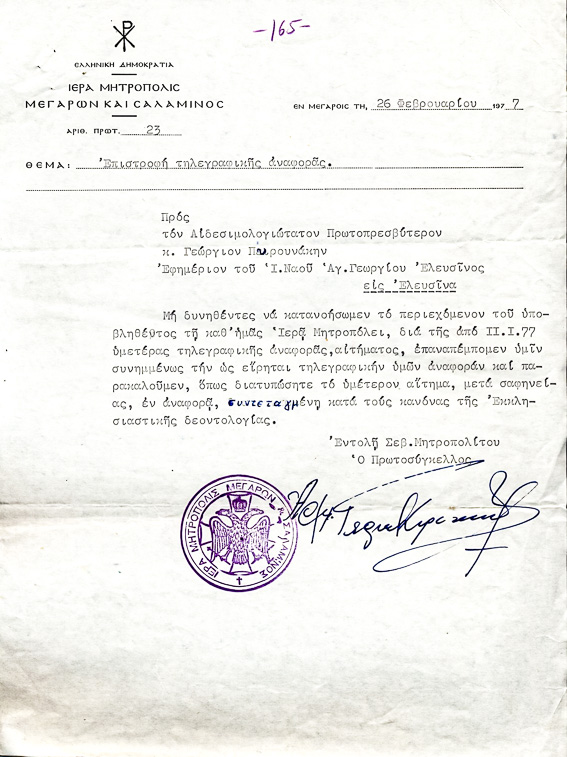 -165-
ΕΛΛΗΝΙΚΗ ΔΗΜΟΚΡΑΤΙΑ
ΙΕΡΑ ΜΗΤΡΟΠΟΛΙΣ
ΜΕΓΑΡΩΝ ΚΑΙ ΣΑΛΑΜΙΝΟΣ
ΕΝ ΜΕΓΑΡΟΙΣ ΤΗ, 26 Φεβρουαρίου 197 7
ΑΡΙΘ. ΠΡΩΤ. 23
ΘΕΜΑ: Ἐπιστροφή τηλεγραφικῆς ἀναφορᾶς.
Πρός
τόν Αἰδεσιμολογιώτατον Πρωτοπρεσβύτερον
κ. Γεώργιον Πυρουνάκην
Ἐφημέριον τοῦ Ἱ.Ναοῦ Ἁγ.Γεωργίου Ἐλευσῖνος
εἰς Ἐλευσῖνα
Μή δυνηθέντες νά κατανοήσωμεν τό περιεχόμενον τοῦ ὑπο-
βληθέντος τῇ καθ'ἡμᾶς Ἱερᾷ Μητροπόλει, διά τῆς ἀπό ΙΙ.Ι.77
ὑμετέρας τηλεγραφικῆς ἀναφορᾶς,αἰτήματος, ἐπαναπέμπομεν ὑμῖν
συνημμένως τήν ὡς εἴρηται τηλεγραφικήν ὑμῶν ἀναφοράν καί πα-
ρακαλοῦμεν, ὅπως διατυπώσητε τό ὑμέτερον αἴτημα, μετά σαφηνεί-
ας, ἐν ἀναφορᾷ, συντεταγμένῃ κατά τούς κανόνας τῆς Ἐκκλη-
σιαστικῆς δεοντολογίας.
Ἐντολῇ Σεβ.Μητροπολίτου
Ὁ Πρωτοσύγκελλος
ΙΕΡΑ ΜΗΤΡΟΠΟΛΙΣ ΜΕΓΑΡΩΝ ΚΑΙ ΣΑΛΑΜΙΝΟΣ